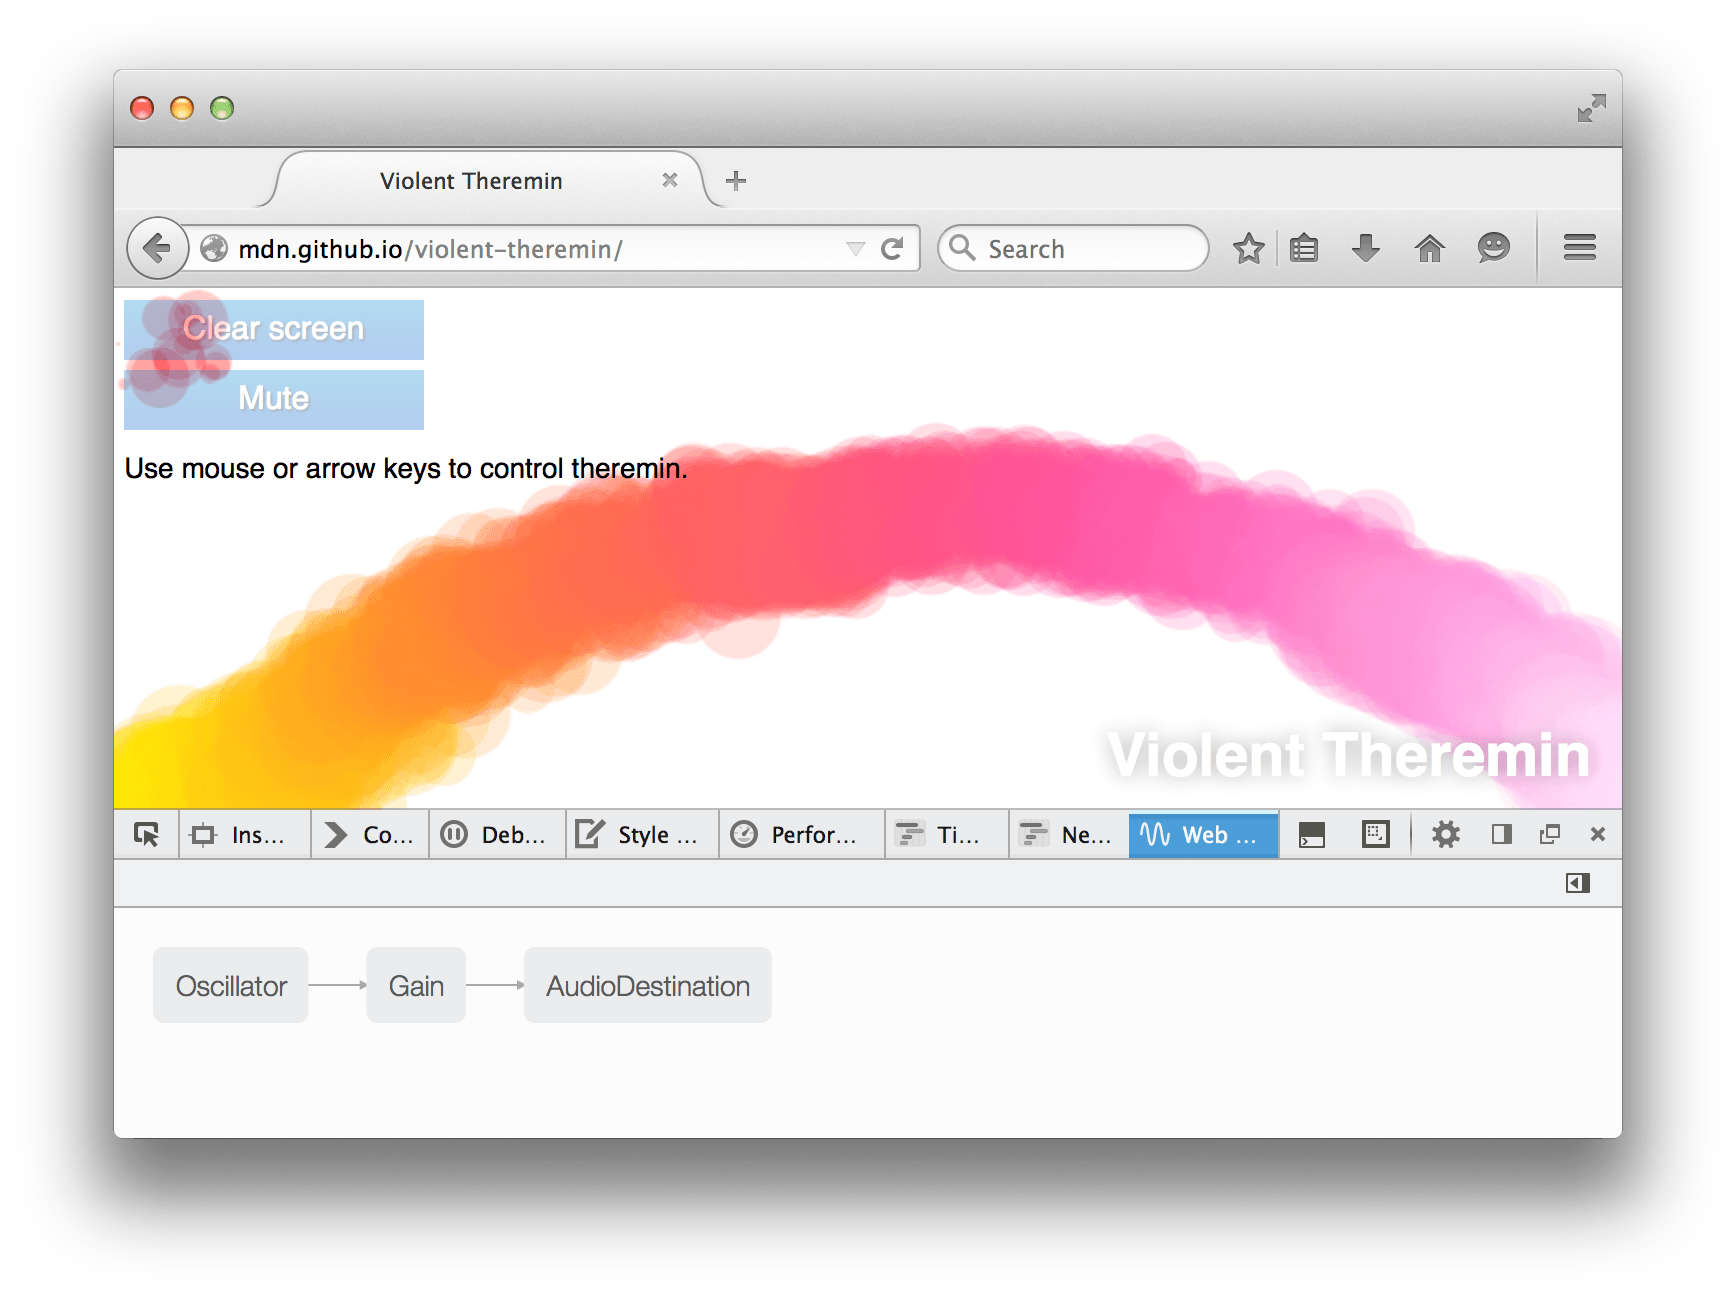 Violent Theremin
mdn.github.io/violent-theremin/
Search
Clear screen
Mute
Use mouse or arrow keys to control theremin.
Violent Theremin
Ins...
Co...
Deb...
Style ...
Perfor...
Ti...
Ne...
Web ...
Oscillator
Gain
AudioDestination